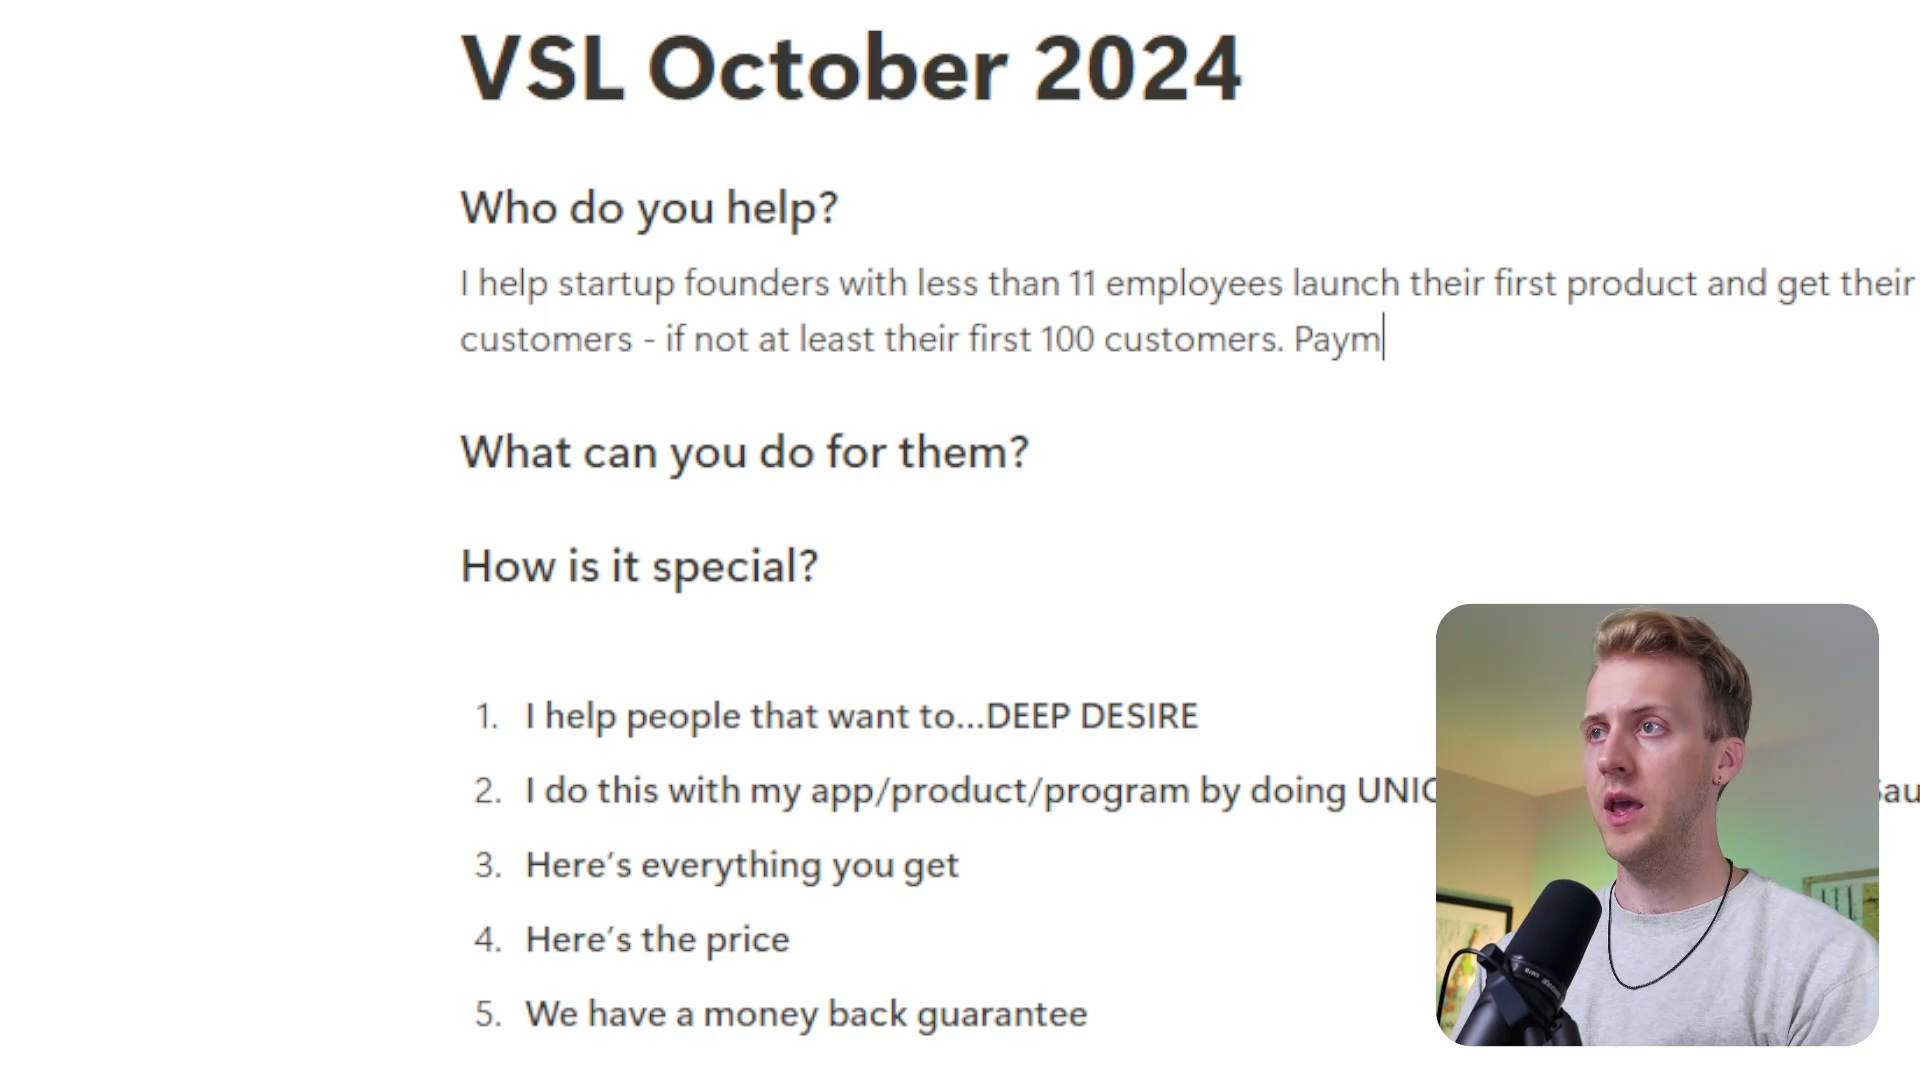 VSL October 2024
Who do you help?
I help startup founders with less than 11 employees launch their first product and get their
customers - if not at least their first 100 customers. Paym
What can you do for them?
How is it special?
1. I help people that want to...DEEP DESIRE
2. I do this with my app/product/program by doing
3. Here's everything you get
4. Here's the price
5. We have a money back guarantee